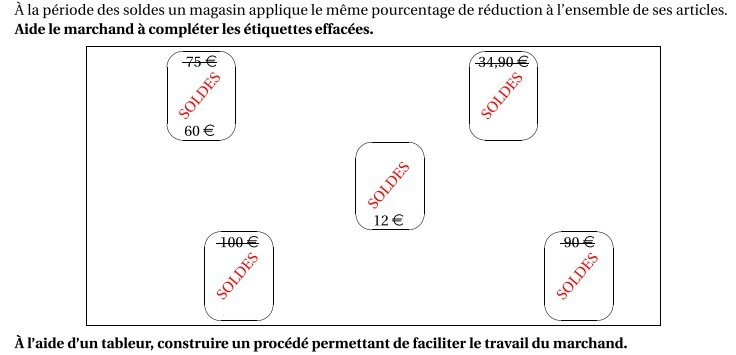 À la période des soldes un magasin applique le même pourcentage de réduction à l'ensemble de ses articles.
Aide le marchand à compléter les étiquettes effacées.
75 €
SOLDES
60 €
34,90 €
SOLDES
SOLDES
12 €
100 €
SOLDES
90 €
SOLDES
À l'aide d'un tableur, construire un procédé permettant de faciliter le travail du marchand.